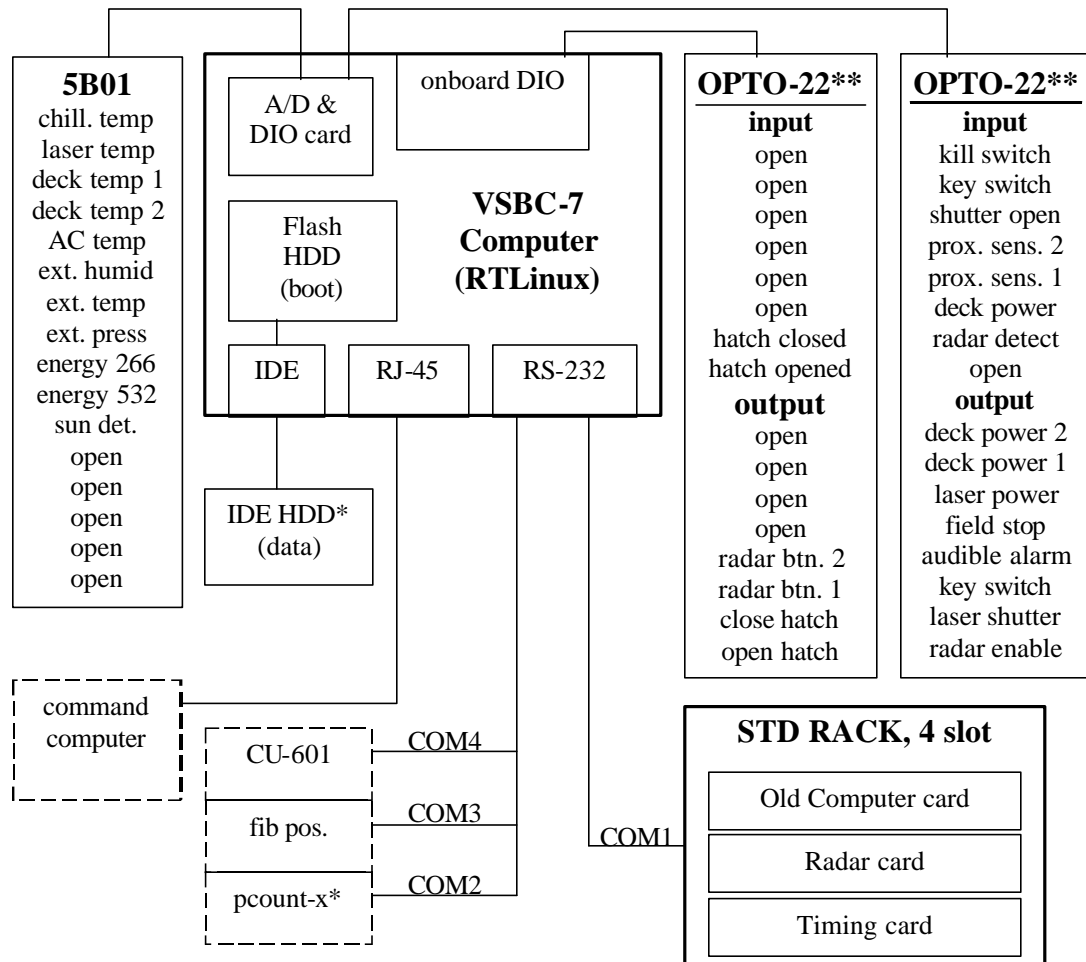 5B01
chill. temp
laser temp
deck temp 1
deck temp 2
AC temp
ext. humid
ext. temp
ext. press
energy 266
energy 532
sun det.
open
open
open
open
open
A/D &
DIO card
onboard DIO
Flash
HDD
(boot)
VSBC-7
Computer
(RTLinux)
IDE
RJ-45
RS-232
IDE HDD*
(data)
OPTO-22**
input
open
open
open
open
open
open
hatch closed
hatch opened
output
open
open
open
open
radar btn. 2
radar btn. 1
close hatch
open hatch
OPTO-22**
input
kill switch
key switch
shutter open
prox. sens. 2
prox. sens. 1
deck power
radar detect
open
output
deck power 2
deck power 1
laser power
field stop
audible alarm
key switch
laser shutter
radar enable
command
computer
CU-601
COM4
fib pos.
COM3
pcount-x*
COM2
COM1
STD RACK, 4 slot
Old Computer card
Radar card
Timing card